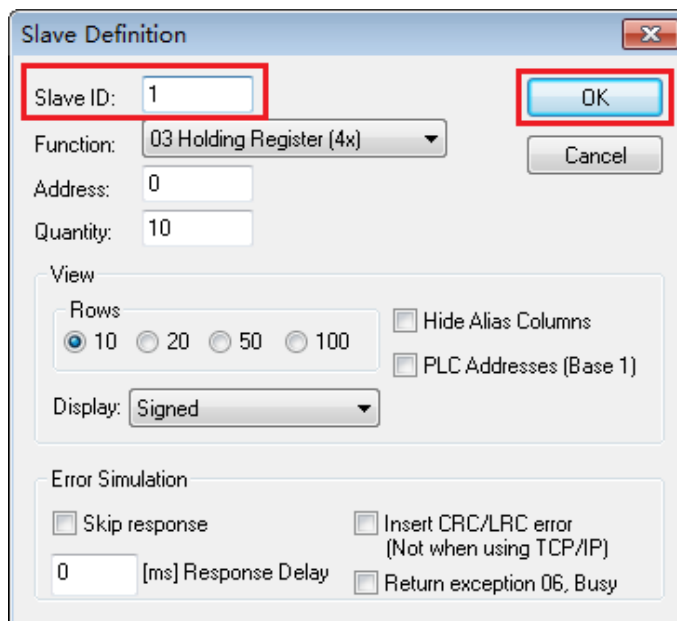 Slave Definition
Slave ID: 1
OK
Function: 03 Holding Register (4x)
Cancel
Address: 0
Quantity: 10
View
Rows
10 20 50 100
Hide Alias Columns
PLC Addresses (Base 1)
Display: Signed
Error Simulation
Skip response
Insert CRC/LRC error
(Not when using TCP/IP)
0 [ms] Response Delay
Return exception 06, Busy